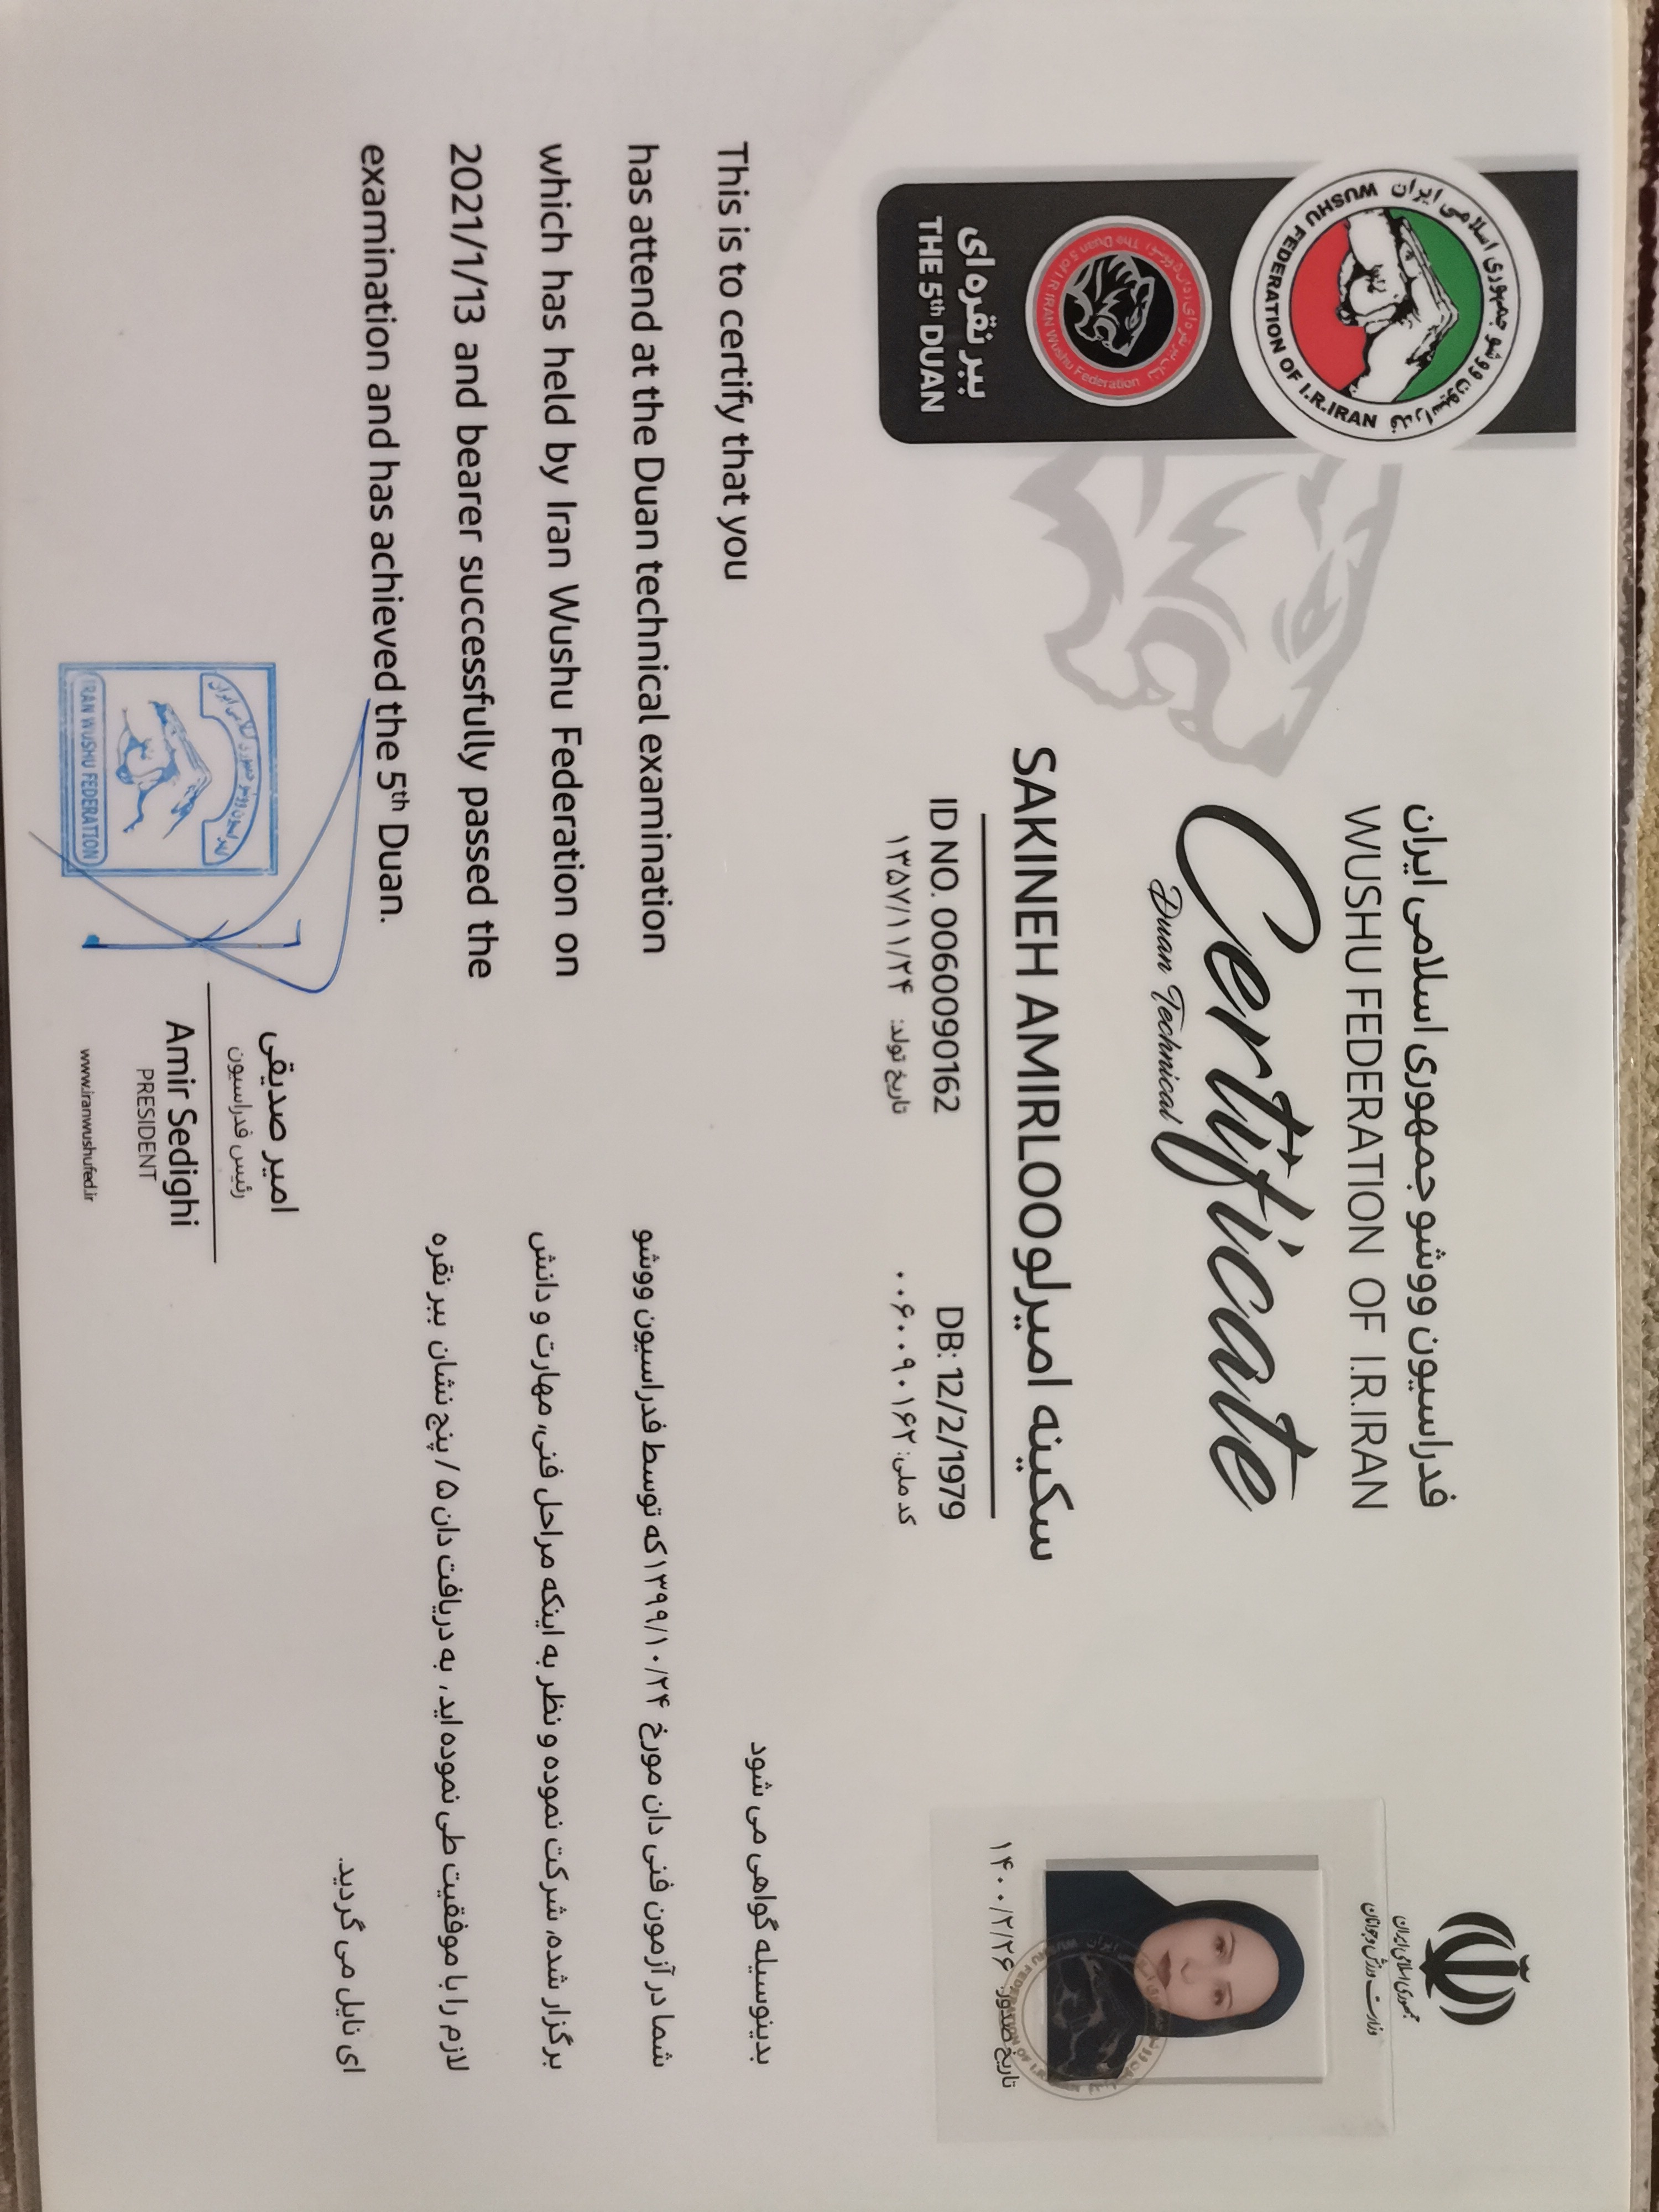 فدراسیون ووشو جمهوری اسلامی ایران
WUSHU FEDERATION OF I.R.IRAN
Certificate
Duan Technical
فدراسیون ووشو جمهوری اسلامی ایران
WUSHU FEDERATION OF I.R.IRAN
IR IRAN Wushu Federation
ببر نقره‌ای
THE 5th DUAN
جمهوری اسلامی ایران
وزارت ورزش و جوانان
تاریخ صدور: ۱۴۰۰/۲/۲۶
SAKINEH AMIRLOO سکینه امیرلو
ID NO. 0060090162 DB: 12/2/1979
تاریخ تولد: ۱۳۵۷/۱۱/۲۴ کد ملی: ۰۰۶۰۰۹۰۱۶۲
This is to certify that you
has attend at the Duan technical examination
which has held by Iran Wushu Federation on
2021/1/13 and bearer successfully passed the
examination and has achieved the 5th Duan.
بدینوسیله گواهی می شود
شما در آزمون فنی دان مورخ ۱۳۹۹/۱۰/۲۴ که توسط فدراسیون ووشو
برگزار شده، شرکت نموده و نظر به اینکه مراحل فنی، مهارت و دانش
لازم را با موفقیت طی نموده اید، به دریافت دان ۵ / پنج نشان ببر نقره
ای نایل می گردید.
IRAN WUSHU FEDERATION
امیر صدیقی
رئیس فدراسیون
Amir Sedighi
PRESIDENT
www.iranwushufed.ir